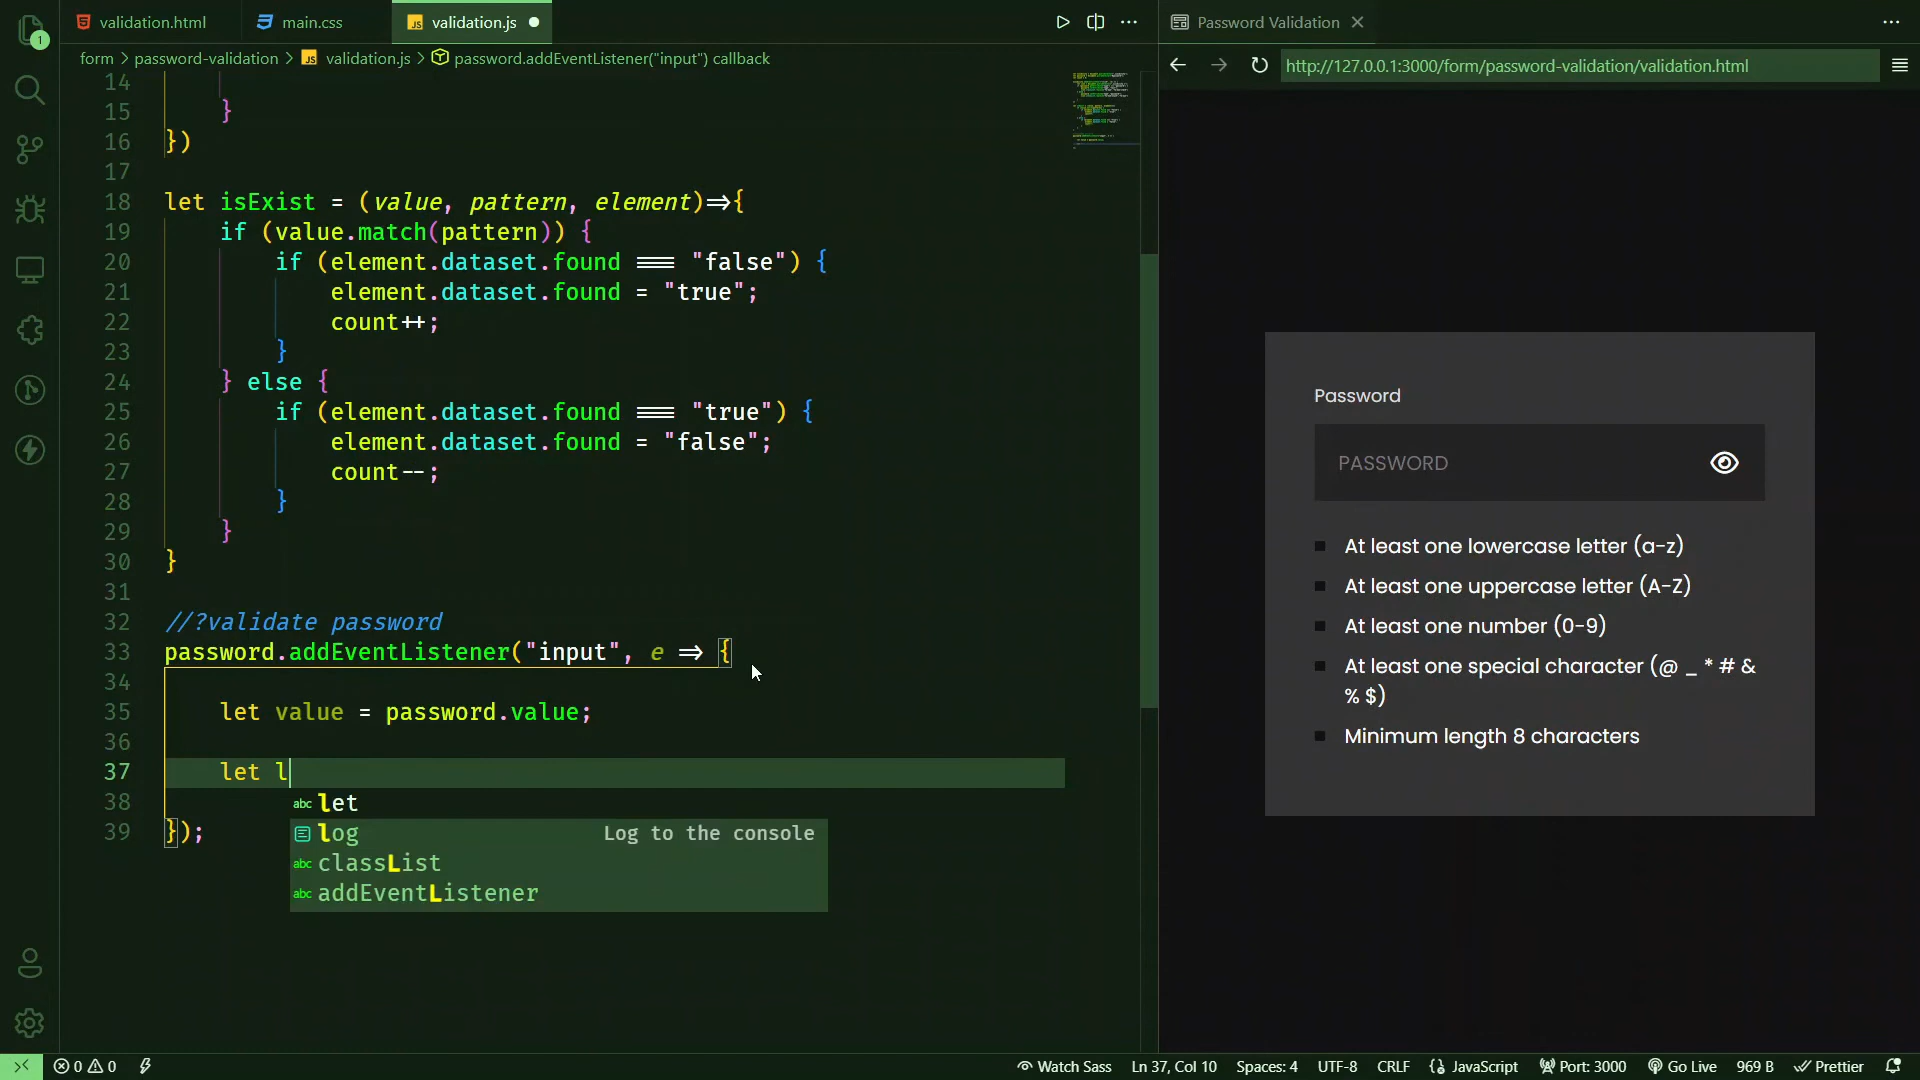 validation.html
main.css
JS validation.js
Password Validation
form > password-validation > JS validation.js > password.addEventListener("input") callback
http://127.0.0.1:3000/form/password-validation/validation.html
1
14
15 }
16 })
17
18 let isExist = (value, pattern, element)=>{
19 if (value.match(pattern)) {
20 if (element.dataset.found === "false") {
21 element.dataset.found = "true";
22 count++;
23 }
24 } else {
25 if (element.dataset.found === "true") {
26 element.dataset.found = "false";
27 count--;
28 }
29 }
30 }
31
32 //?validate password
33 password.addEventListener("input", e => {
34
35 let value = password.value;
36
37 let l
38
39 });
abc let
log Log to the console
abc classList
abc addEventListener
Password
PASSWORD
At least one lowercase letter (a-z)
At least one uppercase letter (A-Z)
At least one number (0-9)
At least one special character (@ _ * # &
% $)
Minimum length 8 characters
0 0
Watch Sass
Ln 37, Col 10
Spaces: 4
UTF-8
CRLF
JavaScript
Port: 3000
Go Live
969 B
Prettier